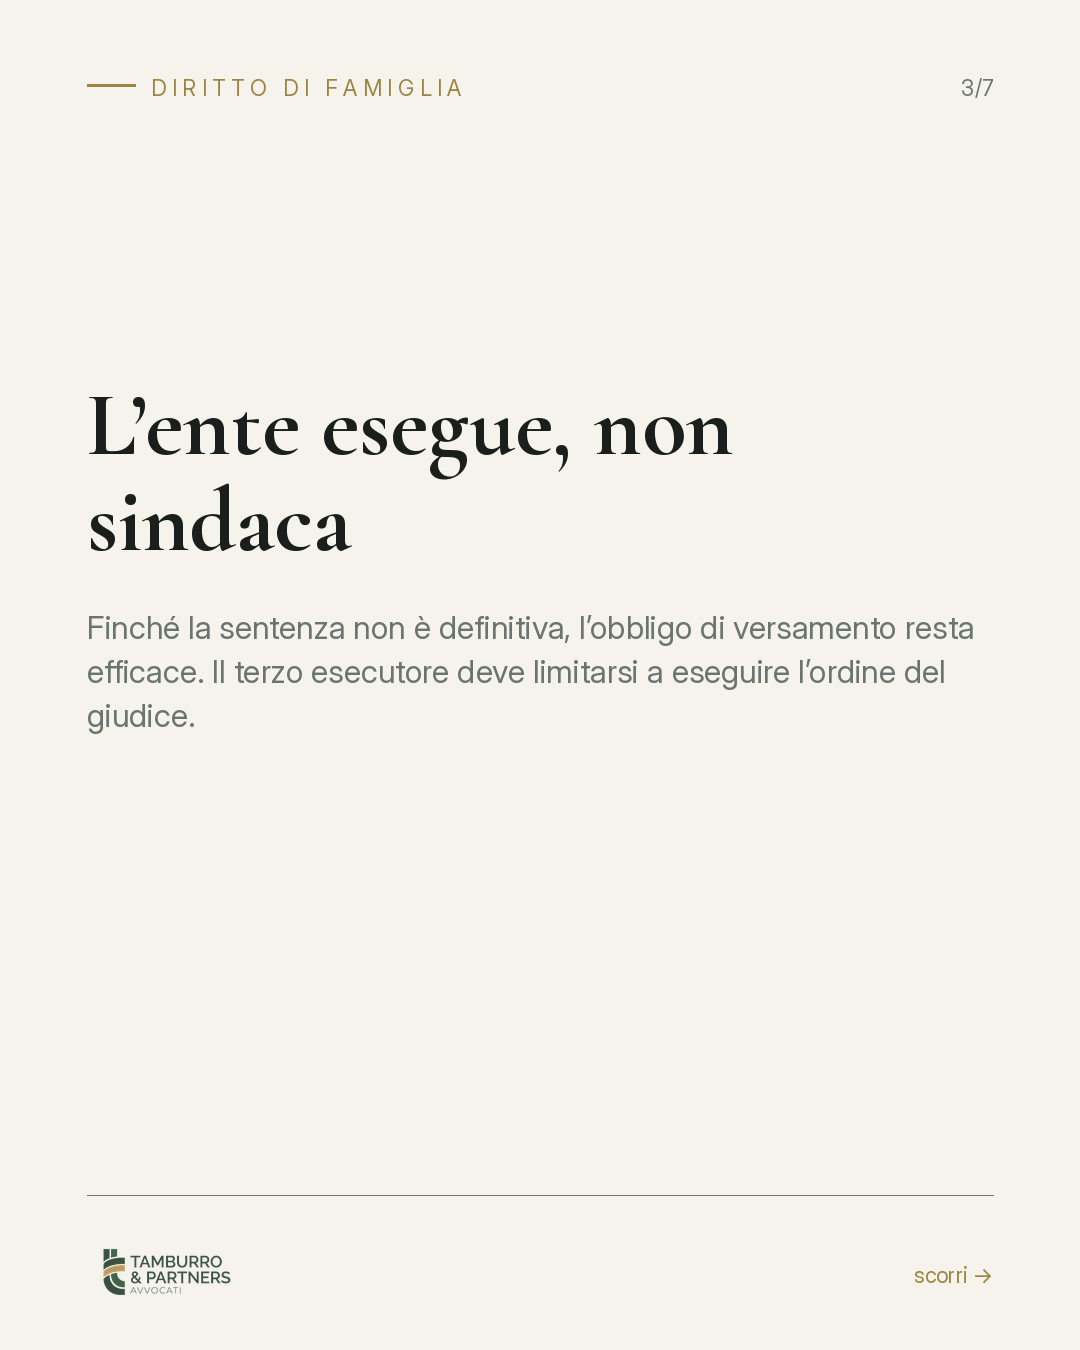 DIRITTO DI FAMIGLIA
3/7
L’ente esegue, non
sindaca
Finché la sentenza non è definitiva, l’obbligo di versamento resta
efficace. Il terzo esecutore deve limitarsi a eseguire l’ordine del
giudice.
TAMBURRO
& PARTNERS
AVVOCATI
scorri →